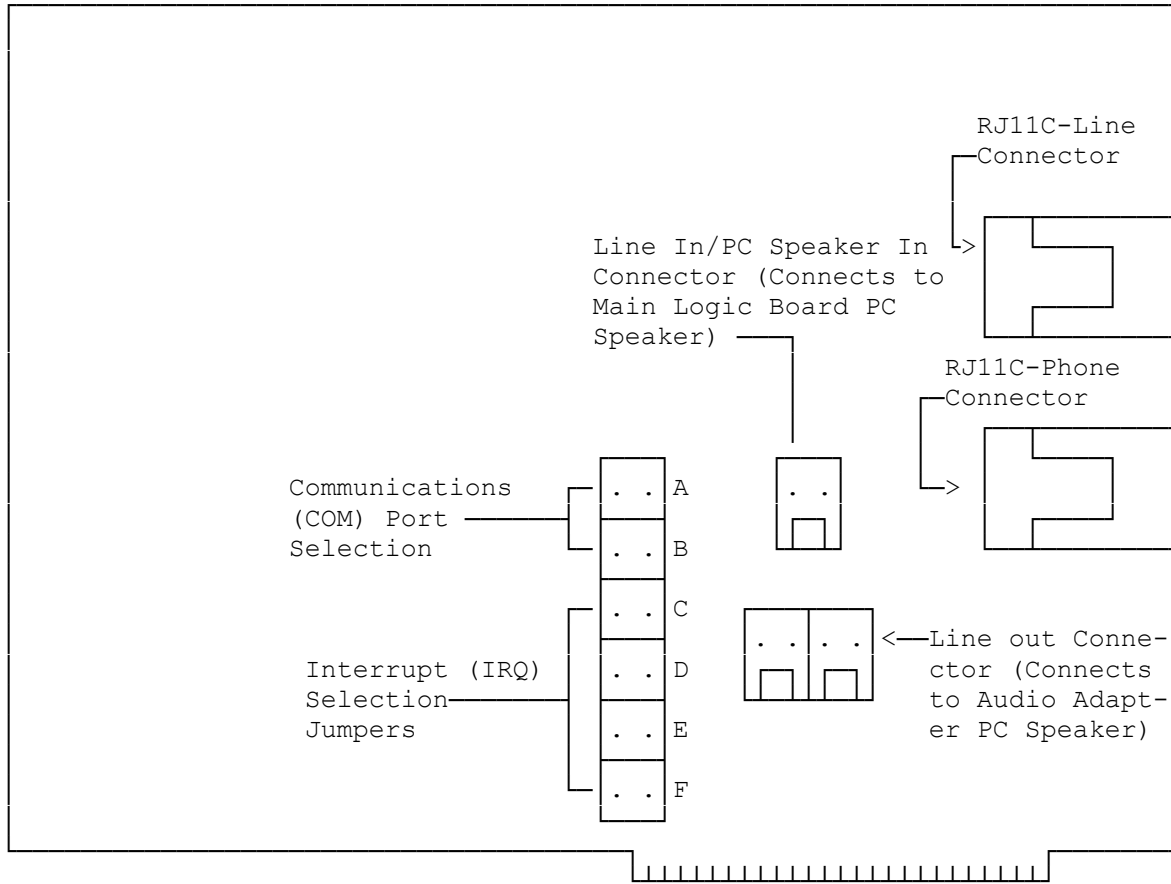 RJ11C-Line
Connector
Line In/PC Speaker In
Connector (Connects to
Main Logic Board PC
Speaker)
RJ11C-Phone
Connector
Communications
(COM) Port
Selection
A
B
C
D
E
F
Interrupt (IRQ)
Selection
Jumpers
Line out Conne-
ctor (Connects
to Audio Adapt-
er PC Speaker)